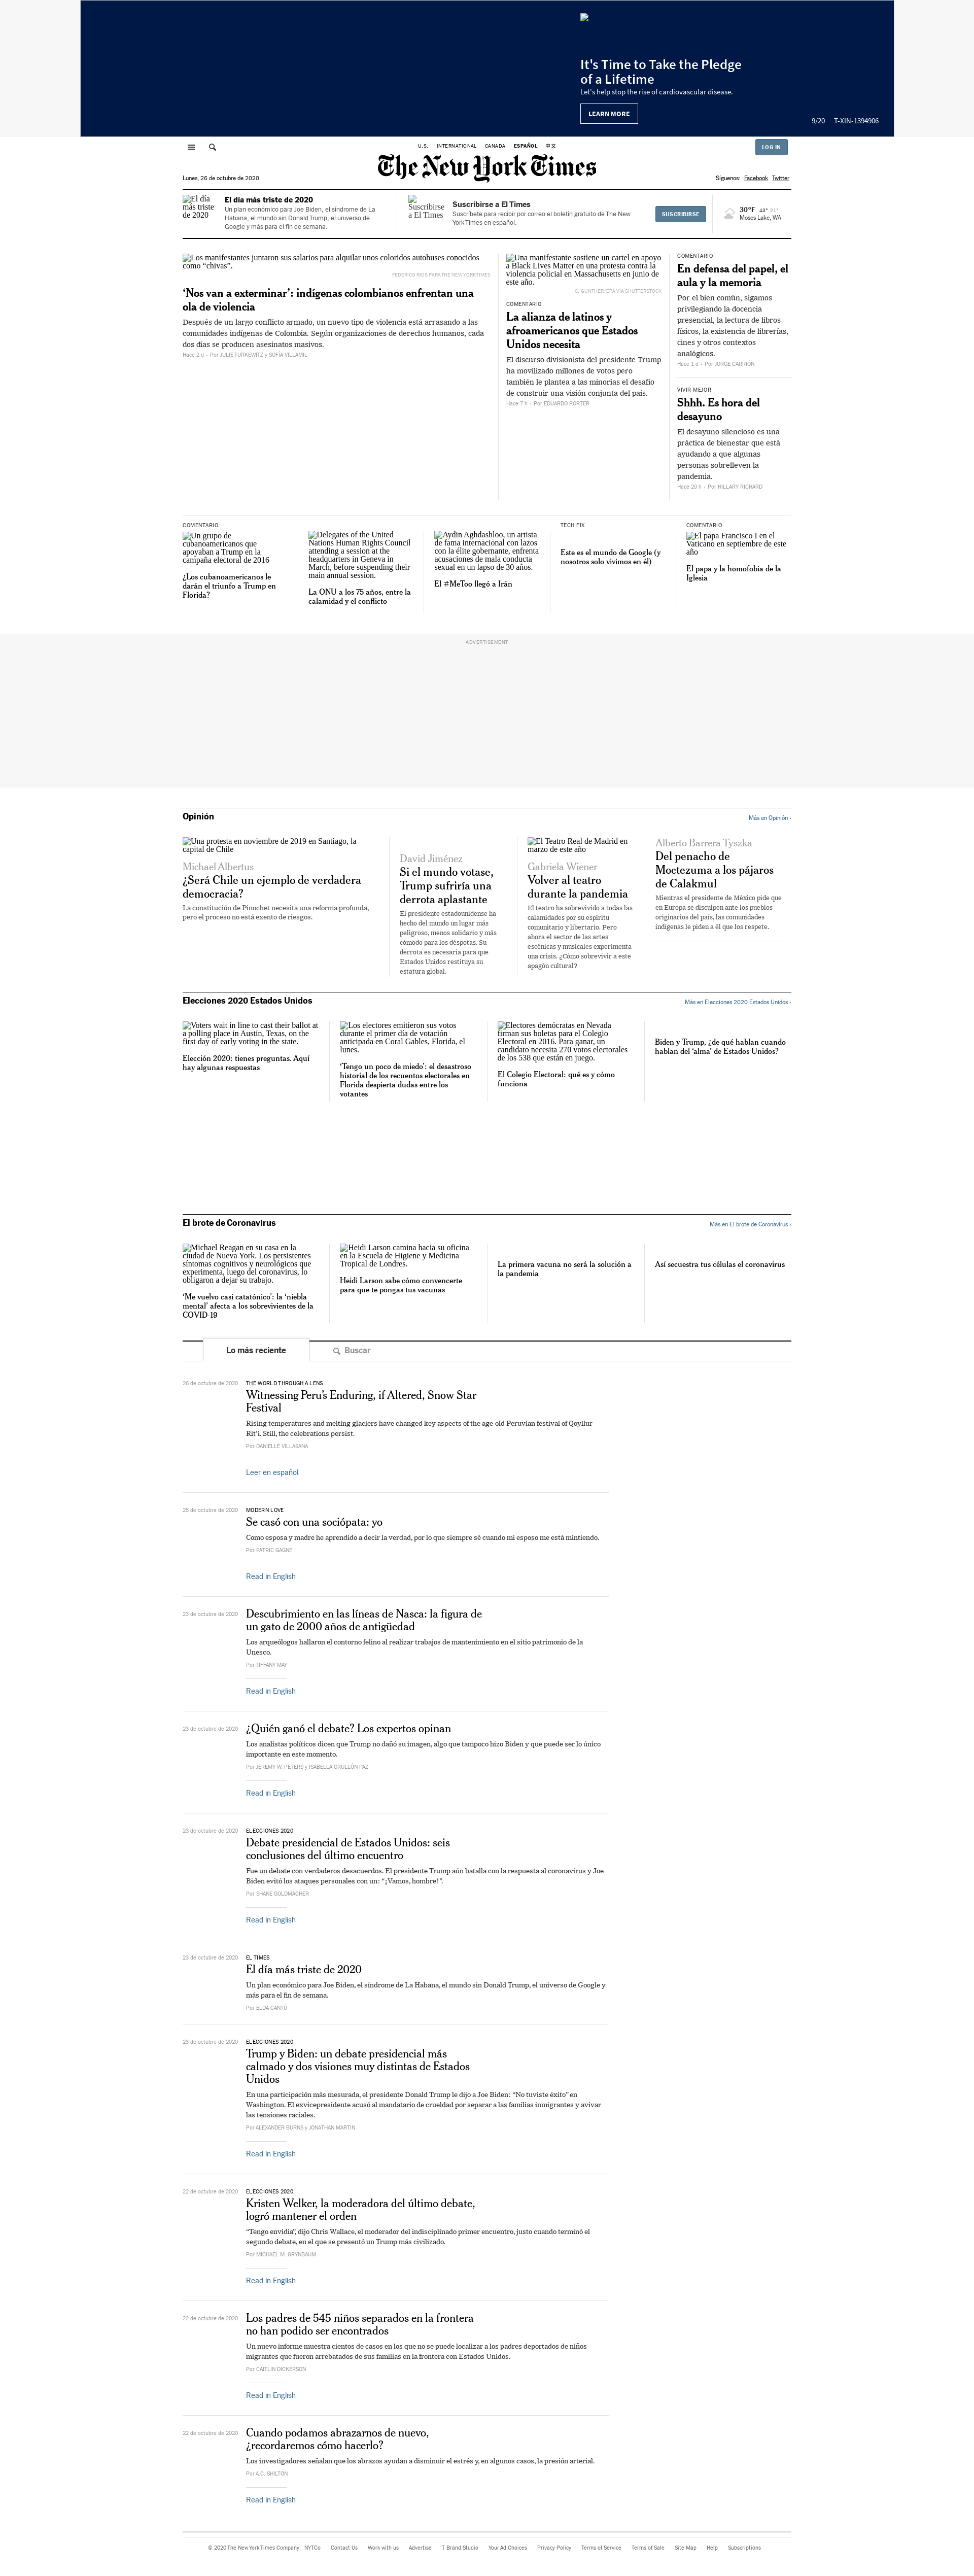 It's Time to Take the Pledge
of a Lifetime
Let's help stop the rise of cardiovascular disease.
LEARN MORE
9/20 T-XIN-1394906
U.S. INTERNATIONAL CANADA ESPAÑOL 中文
LOG IN
The New York Times
Lunes, 26 de octubre de 2020
Síguenos: Facebook Twitter
El día
más triste
de 2020
El día más triste de 2020
Un plan económico para Joe Biden, el síndrome de La
Habana, el mundo sin Donald Trump, el universo de
Google y más para el fin de semana.
Suscribirse
a El Times
Suscribirse a El Times
Suscríbete para recibir por correo el boletín gratuito de The New
York Times en español.
SUSCRIBIRSE
30°F 43° 21°
Moses Lake, WA
Los manifestantes juntaron sus salarios para alquilar unos coloridos autobuses conocidos
como “chivas”.
FEDERICO RIOS PARA THE NEW YORK TIMES
‘Nos van a exterminar’: indígenas colombianos enfrentan una
ola de violencia
Después de un largo conflicto armado, un nuevo tipo de violencia está arrasando a las
comunidades indígenas de Colombia. Según organizaciones de derechos humanos, cada
dos días se producen asesinatos masivos.
Hace 2 d - Por JULIE TURKEWITZ y SOFÍA VILLAMIL
Una manifestante sostiene un cartel en apoyo
a Black Lives Matter en una protesta contra la
violencia policial en Massachusetts en junio de
este año.
CJ GUNTHER/EPA VÍA SHUTTERSTOCK
COMENTARIO
La alianza de latinos y
afroamericanos que Estados
Unidos necesita
El discurso divisionista del presidente Trump
ha movilizado millones de votos pero
también le plantea a las minorías el desafío
de construir una visión conjunta del país.
Hace 7 h - Por EDUARDO PORTER
COMENTARIO
En defensa del papel, el
aula y la memoria
Por el bien común, sigamos
privilegiando la docencia
presencial, la lectura de libros
físicos, la existencia de librerías,
cines y otros contextos
analógicos.
Hace 1 d - Por JORGE CARRIÓN
VIVIR MEJOR
Shhh. Es hora del
desayuno
El desayuno silencioso es una
práctica de bienestar que está
ayudando a que algunas
personas sobrelleven la
pandemia.
Hace 20 h - Por HILLARY RICHARD
COMENTARIO
Un grupo de
cubanoamericanos que
apoyaban a Trump en la
campaña electoral de 2016
¿Los cubanoamericanos le
darán el triunfo a Trump en
Florida?
Delegates of the United
Nations Human Rights Council
attending a session at the
headquarters in Geneva in
March, before suspending their
main annual session.
La ONU a los 75 años, entre la
calamidad y el conflicto
Aydin Aghdashloo, un artista
de fama internacional con lazos
con la élite gobernante, enfrenta
acusaciones de mala conducta
sexual en un lapso de 30 años.
El #MeToo llegó a Irán
TECH FIX
Este es el mundo de Google (y
nosotros solo vivimos en él)
COMENTARIO
El papa Francisco I en el
Vaticano en septiembre de este
año
El papa y la homofobia de la
Iglesia
ADVERTISEMENT
Opinión
Más en Opinión ›
Una protesta en noviembre de 2019 en Santiago, la
capital de Chile
Michael Albertus
¿Será Chile un ejemplo de verdadera
democracia?
La constitución de Pinochet necesita una reforma profunda,
pero el proceso no está exento de riesgos.
David Jiménez
Si el mundo votase,
Trump sufriría una
derrota aplastante
El presidente estadounidense ha
hecho del mundo un lugar más
peligroso, menos solidario y más
cómodo para los déspotas. Su
derrota es necesaria para que
Estados Unidos restituya su
estatura global.
El Teatro Real de Madrid en
marzo de este año
Gabriela Wiener
Volver al teatro
durante la pandemia
El teatro ha sobrevivido a todas las
calamidades por su espíritu
comunitario y libertario. Pero
ahora el sector de las artes
escénicas y musicales experimenta
una crisis. ¿Cómo sobrevivir a este
apagón cultural?
Alberto Barrera Tyszka
Del penacho de
Moctezuma a los pájaros
de Calakmul
Mientras el presidente de México pide que
en Europa se disculpen ante los pueblos
originarios del país, las comunidades
indígenas le piden a él que los respete.
Elecciones 2020 Estados Unidos
Más en Elecciones 2020 Estados Unidos ›
Voters wait in line to cast their ballot at
a polling place in Austin, Texas, on the
first day of early voting in the state.
Elección 2020: tienes preguntas. Aquí
hay algunas respuestas
Los electores emitieron sus votos
durante el primer día de votación
anticipada en Coral Gables, Florida, el
lunes.
‘Tengo un poco de miedo’: el desastroso
historial de los recuentos electorales en
Florida despierta dudas entre los
votantes
Electores demócratas en Nevada
firman sus boletas para el Colegio
Electoral en 2016. Para ganar, un
candidato necesita 270 votos electorales
de los 538 que están en juego.
El Colegio Electoral: qué es y cómo
funciona
Biden y Trump, ¿de qué hablan cuando
hablan del ‘alma’ de Estados Unidos?
El brote de Coronavirus
Más en El brote de Coronavirus ›
Michael Reagan en su casa en la
ciudad de Nueva York. Los persistentes
síntomas cognitivos y neurológicos que
experimenta, luego del coronavirus, lo
obligaron a dejar su trabajo.
‘Me vuelvo casi catatónico’: la ‘niebla
mental’ afecta a los sobrevivientes de la
COVID-19
Heidi Larson camina hacia su oficina
en la Escuela de Higiene y Medicina
Tropical de Londres.
Heidi Larson sabe cómo convencerte
para que te pongas tus vacunas
La primera vacuna no será la solución a
la pandemia
Así secuestra tus células el coronavirus
Lo más reciente
Buscar
26 de octubre de 2020
THE WORLD THROUGH A LENS
Witnessing Peru’s Enduring, if Altered, Snow Star
Festival
Rising temperatures and melting glaciers have changed key aspects of the age-old Peruvian festival of Qoyllur
Rit’i. Still, the celebrations persist.
Por DANIELLE VILLASANA
Leer en español
25 de octubre de 2020
MODERN LOVE
Se casó con una sociópata: yo
Como esposa y madre he aprendido a decir la verdad, por lo que siempre sé cuando mi esposo me está mintiendo.
Por PATRIC GAGNE
Read in English
23 de octubre de 2020
Descubrimiento en las líneas de Nasca: la figura de
un gato de 2000 años de antigüedad
Los arqueólogos hallaron el contorno felino al realizar trabajos de mantenimiento en el sitio patrimonio de la
Unesco.
Por TIFFANY MAY
Read in English
23 de octubre de 2020
¿Quién ganó el debate? Los expertos opinan
Los analistas políticos dicen que Trump no dañó su imagen, algo que tampoco hizo Biden y que puede ser lo único
importante en este momento.
Por JEREMY W. PETERS y ISABELLA GRULLÓN PAZ
Read in English
23 de octubre de 2020
ELECCIONES 2020
Debate presidencial de Estados Unidos: seis
conclusiones del último encuentro
Fue un debate con verdaderos desacuerdos. El presidente Trump aún batalla con la respuesta al coronavirus y Joe
Biden evitó los ataques personales con un: “¡Vamos, hombre!”.
Por SHANE GOLDMACHER
Read in English
23 de octubre de 2020
EL TIMES
El día más triste de 2020
Un plan económico para Joe Biden, el síndrome de La Habana, el mundo sin Donald Trump, el universo de Google y
más para el fin de semana.
Por ELDA CANTÚ
23 de octubre de 2020
ELECCIONES 2020
Trump y Biden: un debate presidencial más
calmado y dos visiones muy distintas de Estados
Unidos
En una participación más mesurada, el presidente Donald Trump le dijo a Joe Biden: “No tuviste éxito” en
Washington. El exvicepresidente acusó al mandatario de crueldad por separar a las familias inmigrantes y avivar
las tensiones raciales.
Por ALEXANDER BURNS y JONATHAN MARTIN
Read in English
22 de octubre de 2020
ELECCIONES 2020
Kristen Welker, la moderadora del último debate,
logró mantener el orden
“Tengo envidia”, dijo Chris Wallace, el moderador del indisciplinado primer encuentro, justo cuando terminó el
segundo debate, en el que se presentó un Trump más civilizado.
Por MICHAEL M. GRYNBAUM
Read in English
22 de octubre de 2020
Los padres de 545 niños separados en la frontera
no han podido ser encontrados
Un nuevo informe muestra cientos de casos en los que no se puede localizar a los padres deportados de niños
migrantes que fueron arrebatados de sus familias en la frontera con Estados Unidos.
Por CAITLIN DICKERSON
Read in English
22 de octubre de 2020
Cuando podamos abrazarnos de nuevo,
¿recordaremos cómo hacerlo?
Los investigadores señalan que los abrazos ayudan a disminuir el estrés y, en algunos casos, la presión arterial.
Por A.C. SHILTON
Read in English
© 2020 The New York Times Company NYTCo Contact Us Work with us Advertise T Brand Studio Your Ad Choices Privacy Policy Terms of Service Terms of Sale Site Map Help Subscriptions